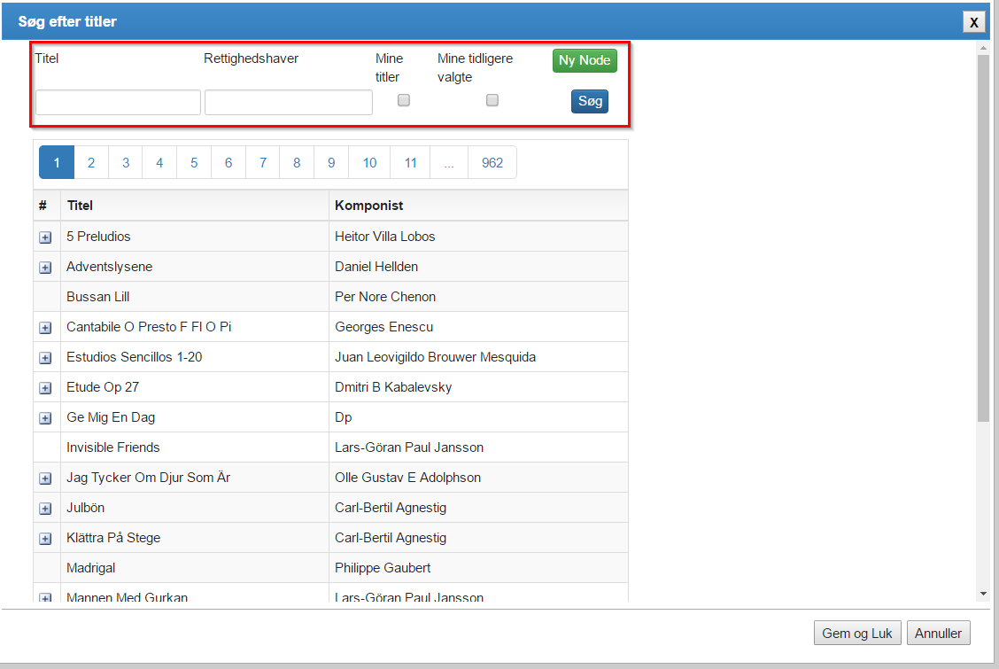 Søg efter titler X
Titel Rettighedshaver Mine titler Mine tidligere valgte Ny Node
Søg
1 2 3 4 5 6 7 8 9 10 11 ... 962
# Titel Komponist
5 Preludios Heitor Villa Lobos
Adventslysene Daniel Hellden
Bussan Lill Per Nore Chenon
Cantabile O Presto F Fl O Pi Georges Enescu
Estudios Sencillos 1-20 Juan Leovigildo Brouwer Mesquida
Etude Op 27 Dmitri B Kabalevsky
Ge Mig En Dag Dp
Invisible Friends Lars-Göran Paul Jansson
Jag Tycker Om Djur Som Är Olle Gustav E Adolphson
Julbön Carl-Bertil Agnestig
Klättra På Stege Carl-Bertil Agnestig
Madrigal Philippe Gaubert
Mannen Med Gurkan Lars-Göran Paul Jansson
Gem og Luk Annuller